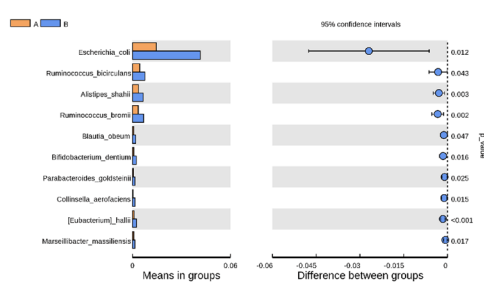 A B 95% confidence intervals
Escherichia_coli 0.012
Ruminococcus_bicirculans 0.043
Alistipes_shahii 0.003
Ruminococcus_bromii 0.002
Blautia_obeum 0.047
Bifidobacterium_dentium 0.016
Parabacteroides_goldsteinii 0.025
Collinsella_aerofaciens 0.015
[Eubacterium]_hallii <0.001
Marseillibacter_massiliensis 0.017
p_value
0 0.06 -0.06 -0.045 -0.03 -0.015 0
Means in groups Difference between groups